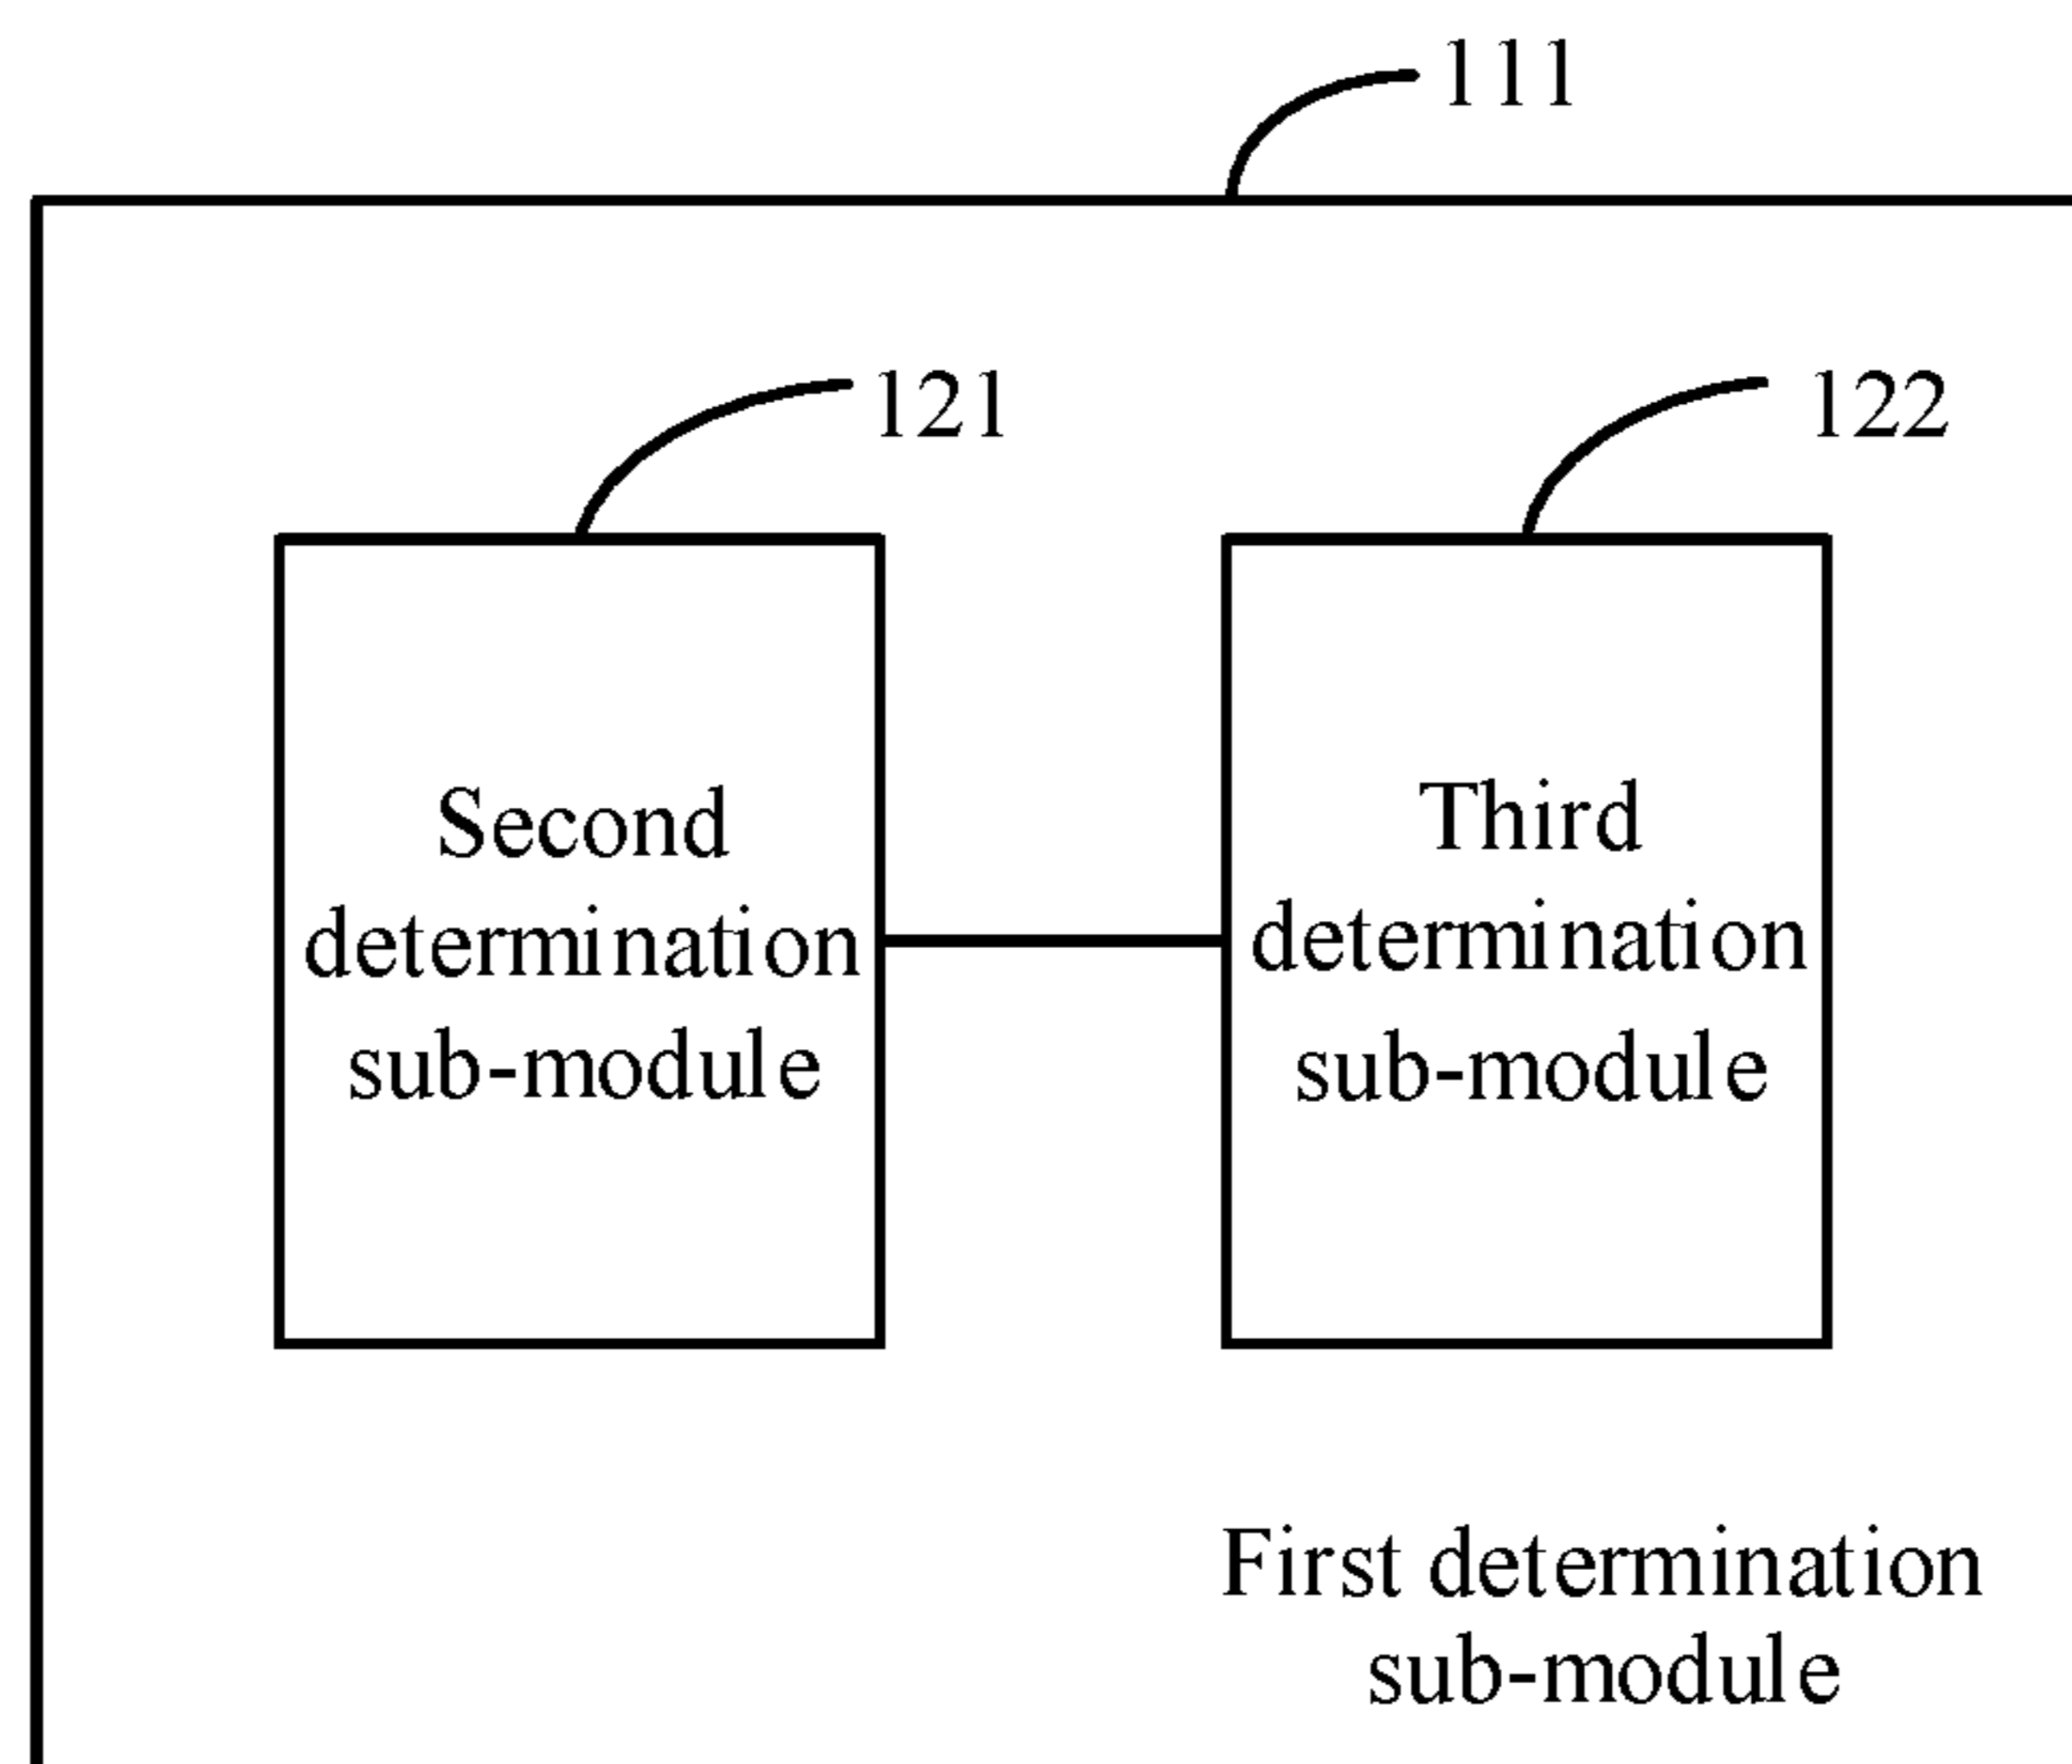 111
121
122
Second
determination
sub-module
Third
determination
sub-module
First determination
sub-module